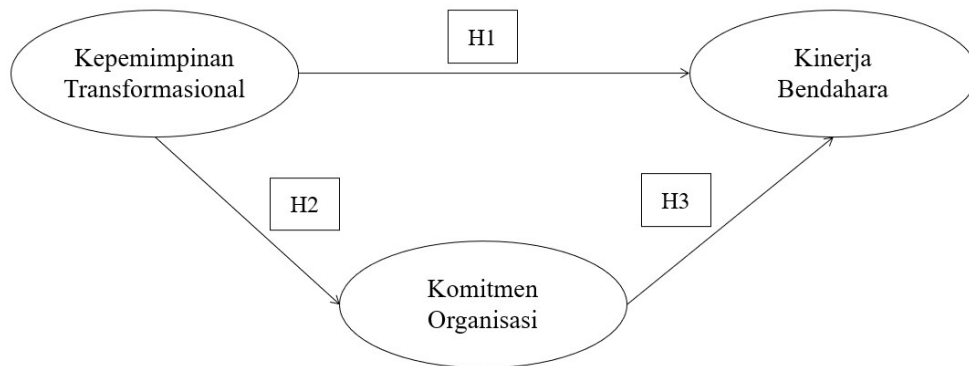 Kepemimpinan
Transformasional
H1
Kinerja
Bendahara
H2
H3
Komitmen
Organisasi